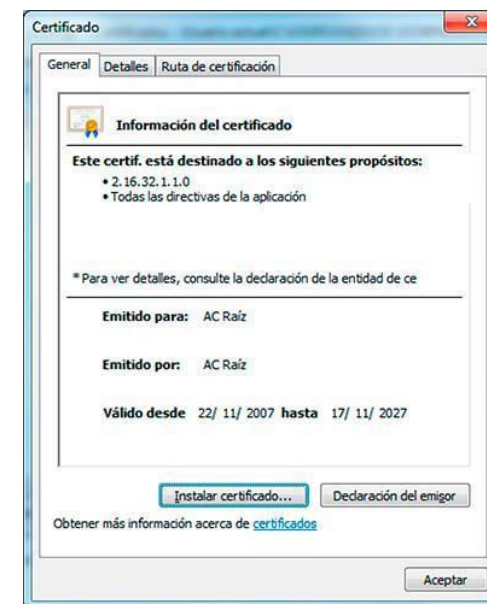 Certificado
General Detalles Ruta de certificación
Información del certificado
Este certif. está destinado a los siguientes propósitos:
• 2.16.32.1.1.0
• Todas las directivas de la aplicación
* Para ver detalles, consulte la declaración de la entidad de ce
Emitido para: AC Raíz
Emitido por: AC Raíz
Válido desde 22/ 11/ 2007 hasta 17/ 11/ 2027
Instalar certificado... Declaración del emisor
Obtener más información acerca de certificados
Aceptar